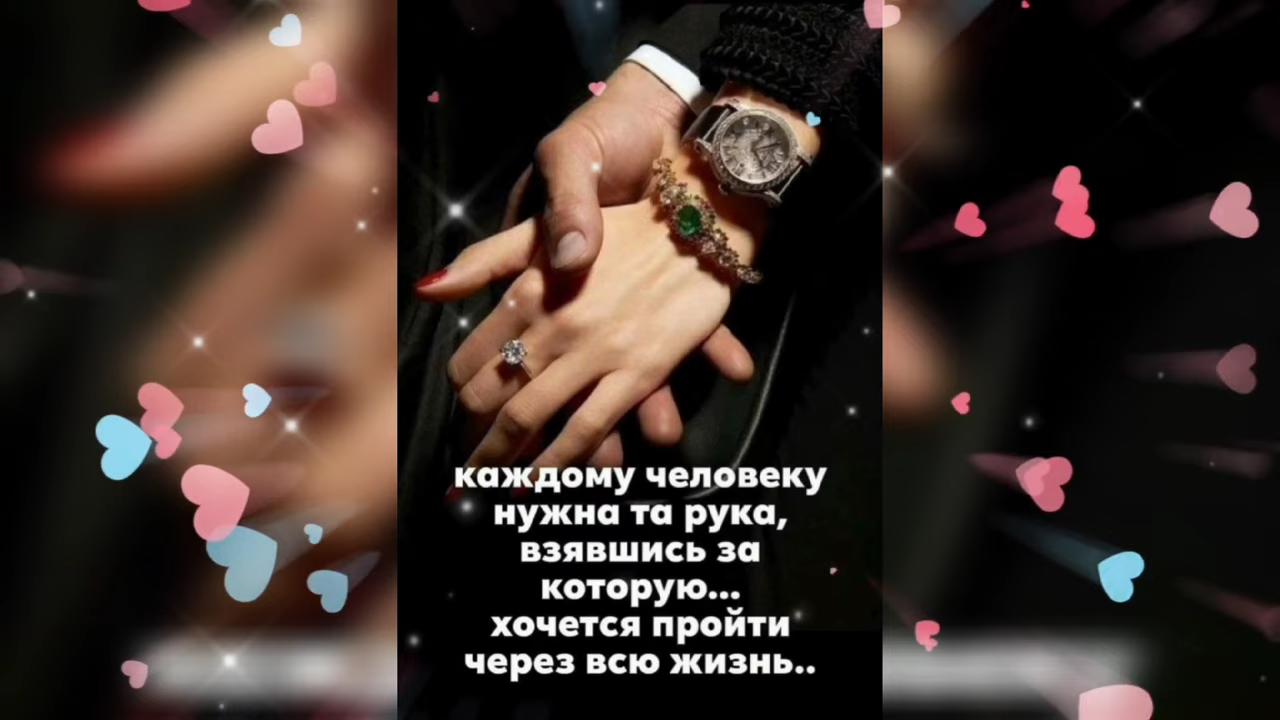 каждому человеку
нужна та рука,
взявшись за
которую...
хочется пройти
через всю жизнь..